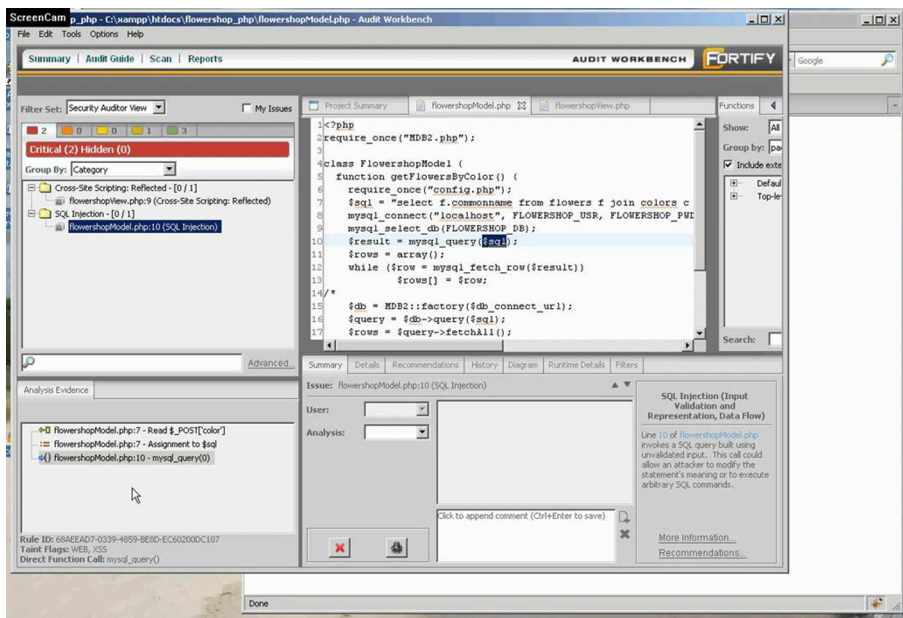 ScreenCam p_php - C:\xampp\htdocs\flowershop_php\flowershopModel.php - Audit Workbench
File Edit Tools Options Help
Summary | Audit Guide | Scan | Reports
AUDIT WORKBENCH FORTIFY
Google
Filter Set: Security Auditor View My Issues
2 0 0 1 3
Critical (2) Hidden (0)
Group By: Category
Cross-Site Scripting: Reflected - [0 / 1]
flowershopView.php:9 (Cross-Site Scripting: Reflected)
SQL Injection - [0 / 1]
flowershopModel.php:10 (SQL Injection)
Advanced...
Project Summary flowershopModel.php flowershopView.php
1 <?php
2 require_once("MDB2.php");
3
4 class FlowershopModel {
5 function getFlowersByColor() {
6 require_once("config.php");
7 $sql = "select f.commonname from flowers f join colors c
8 mysql_connect("localhost", FLOWERSHOP_USR, FLOWERSHOP_PWD
9 mysql_select_db(FLOWERSHOP_DB);
10 $result = mysql_query($sql);
11 $rows = array();
12 while ($row = mysql_fetch_row($result))
13 $rows[] = $row;
14 /*
15 $db = MDB2::factory($db_connect_url);
16 $query = $db->query($sql);
17 $rows = $query->fetchAll();
Functions
Show: All
Group by: pa
Include exte
Defaul
Top-le
Search:
Analysis Evidence
flowershopModel.php:7 - Read $_POST['color']
flowershopModel.php:7 - Assignment to $sql
flowershopModel.php:10 - mysql_query(0)
Rule ID: 68AEEAD7-0339-4859-BE8D-EC60200DC107
Taint Flags: WEB, XSS
Direct Function Call: mysql_query()
Summary Details Recommendations History Diagram Runtime Details Filters
Issue: flowershopModel.php:10 (SQL Injection)
User:
Analysis:
Click to append comment (Ctrl+Enter to save)
SQL Injection (Input
Validation and
Representation, Data Flow)
Line 10 of flowershopModel.php
invokes a SQL query built using
unvalidated input. This call could
allow an attacker to modify the
statement's meaning or to execute
arbitrary SQL commands.
More Information...
Recommendations...
Done